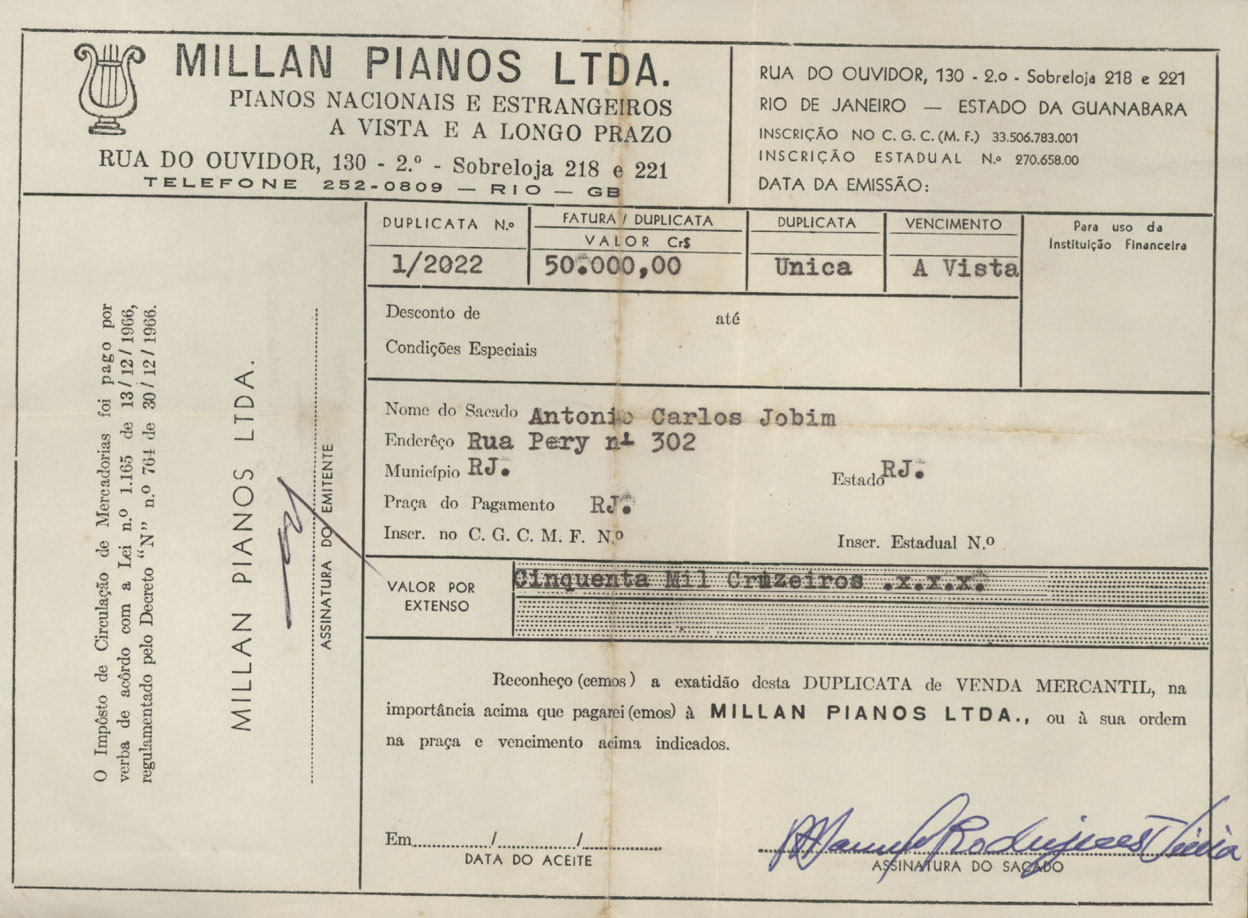 MILLAN PIANOS LTDA.
PIANOS NACIONAIS E ESTRANGEIROS
A VISTA E A LONGO PRAZO
RUA DO OUVIDOR, 130 - 2.º - Sobreloja 218 e 221
TELEFONE 252-0809 — RIO — GB
RUA DO OUVIDOR, 130 - 2.º - Sobreloja 218 e 221
RIO DE JANEIRO — ESTADO DA GUANABARA
INSCRIÇÃO NO C. G. C. (M. F.) 33.506.783.001
INSCRIÇÃO ESTADUAL N.º 270.658.00
DATA DA EMISSÃO:
O Impôsto de Circulação de Mercadorias foi pago por
verba de acôrdo com a Lei n.º 1.165 de 13/12/1966,
regulamentado pelo Decreto "N" n.º 764 de 30/12/1966.
MILLAN PIANOS LTDA.
ASSINATURA DO EMITENTE
DUPLICATA N.º
1/2022
FATURA / DUPLICATA
VALOR Cr$
50.000,00
DUPLICATA
Unica
VENCIMENTO
A Vista
Para uso da
Instituição Financeira
Desconto de até
Condições Especiais
Nome do Sacado Antonio Carlos Jobim
Enderêço Rua Pery nº 302
Município RJ. Estado RJ.
Praça do Pagamento RJ.
Inscr. no C. G. C. M. F. N.º Inscr. Estadual N.º
VALOR POR
EXTENSO
Cinquenta Mil Cruzeiros .x.x.x.
Reconheço (cemos) a exatidão desta DUPLICATA de VENDA MERCANTIL, na
importância acima que pagarei (emos) à MILLAN PIANOS LTDA., ou à sua ordem
na praça e vencimento acima indicados.
Em............/............/............
DATA DO ACEITE
Rodrigues Vieira
ASSINATURA DO SACADO